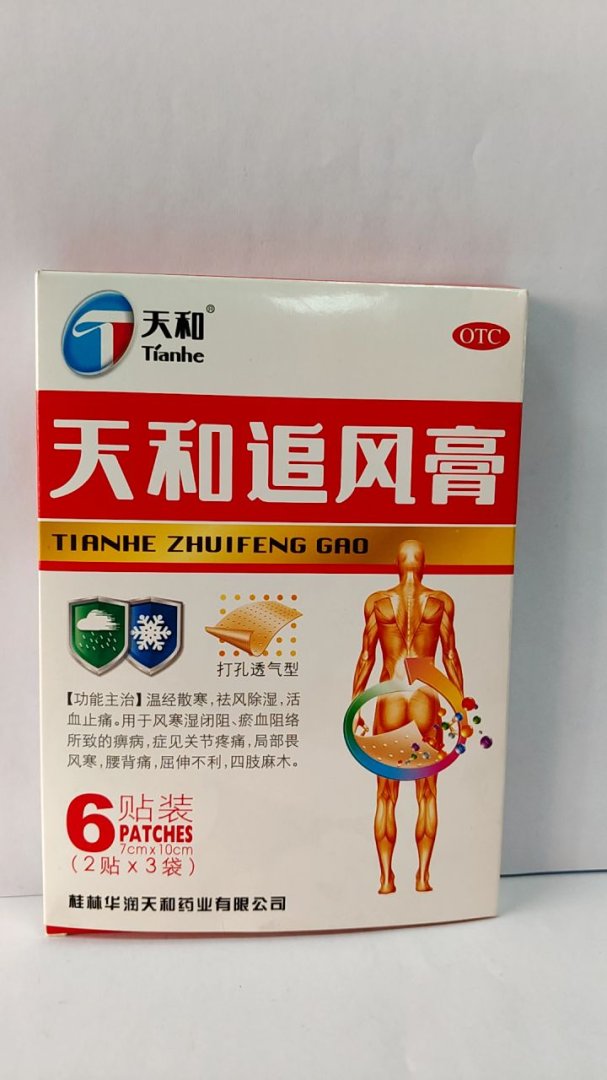 天和®
Tianhe
OTC
天和追风膏
TIANHE ZHUIFENG GAO
打孔透气型
【功能主治】温经散寒,祛风除湿,活
血止痛。用于风寒湿闭阻、瘀血阻络
所致的痹病,症见关节疼痛,局部畏
风寒,腰背痛,屈伸不利,四肢麻木。
6贴装
PATCHES
7cmx10cm
(2贴x3袋)
桂林华润天和药业有限公司